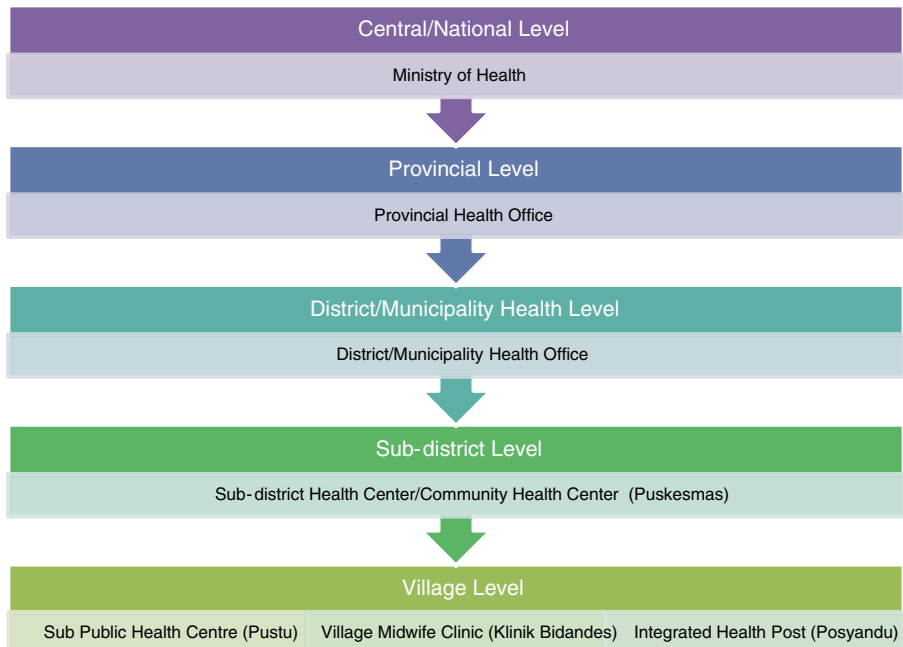 Central/National Level
Ministry of Health
Provincial Level
Provincial Health Office
District/Municipality Health Level
District/Municipality Health Office
Sub-district Level
Sub-district Health Center/Community Health Center (Puskesmas)
Village Level
Sub Public Health Centre (Pustu) Village Midwife Clinic (Klinik Bidandes) Integrated Health Post (Posyandu)